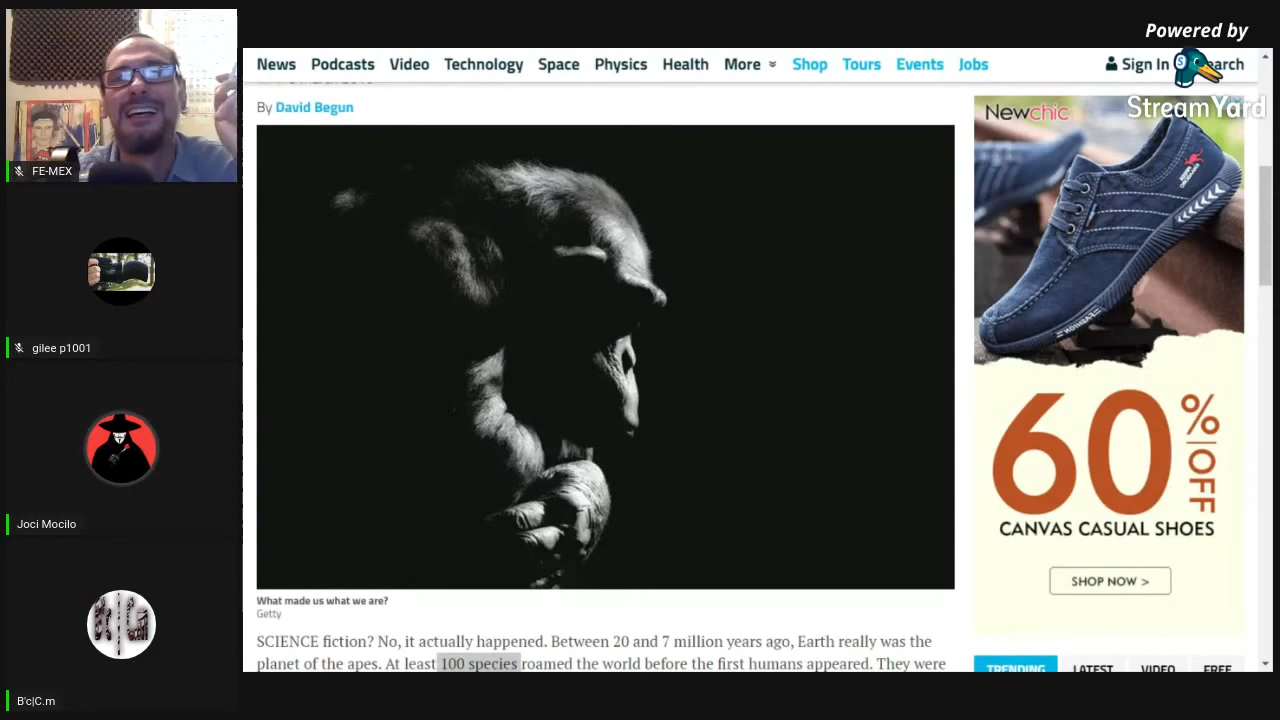 Powered by
StreamYard
FE-MEX
gilee p1001
Joci Mocilo
B'c|C.m
News Podcasts Video Technology Space Physics Health More Shop Tours Events Jobs Sign In
By David Begun
What made us what we are?
Getty
SCIENCE fiction? No, it actually happened. Between 20 and 7 million years ago, Earth really was the
planet of the apes. At least 100 species roamed the world before the first humans appeared. They were
Newchic
60% OFF
CANVAS CASUAL SHOES
SHOP NOW >
TRENDING LATEST VIDEO FREE